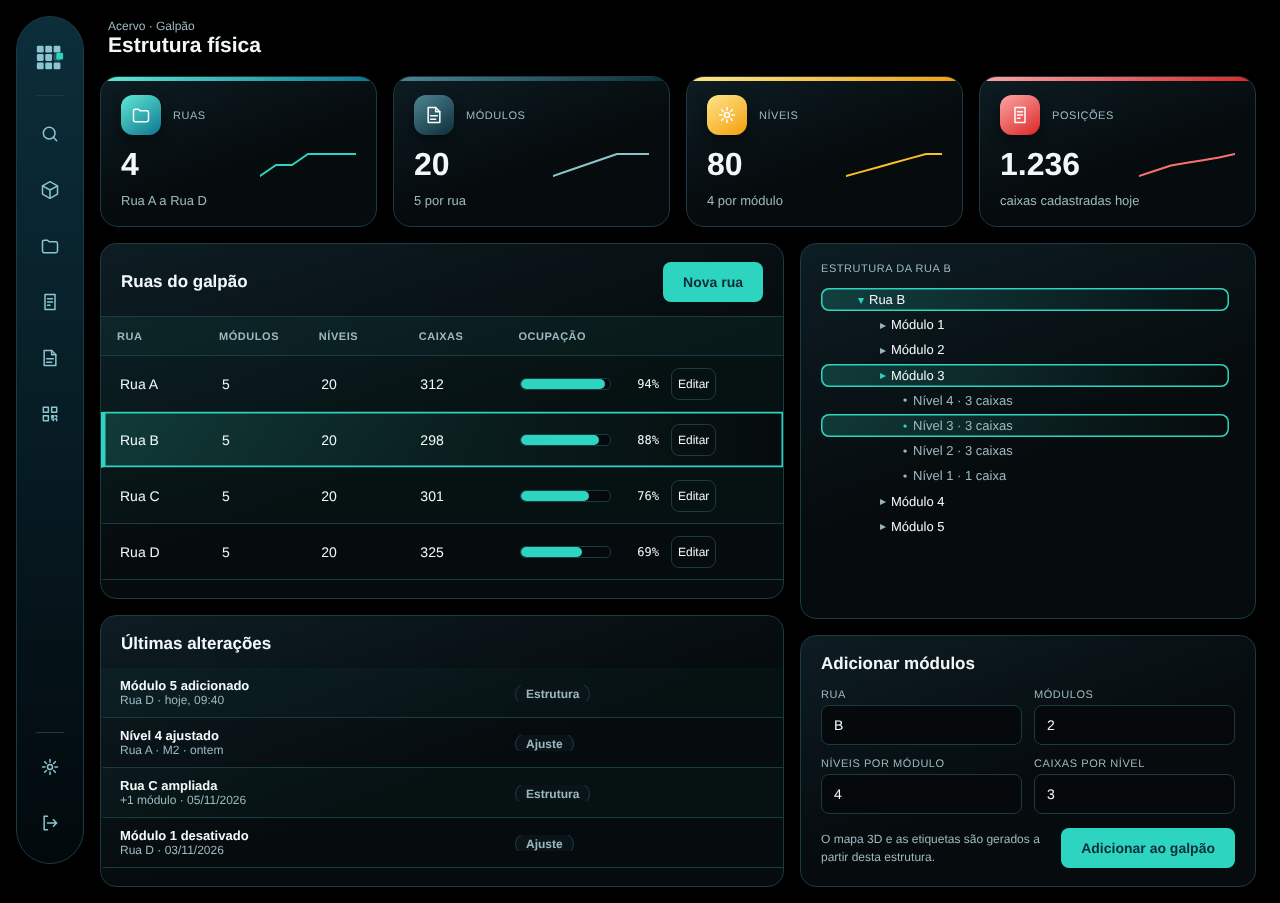 Acervo · Galpão
Estrutura física
RUAS
4
Rua A a Rua D
MÓDULOS
20
5 por rua
NÍVEIS
80
4 por módulo
POSIÇÕES
1.236
caixas cadastradas hoje
Ruas do galpão
Nova rua
RUA MÓDULOS NÍVEIS CAIXAS OCUPAÇÃO
Rua A 5 20 312 94% Editar
Rua B 5 20 298 88% Editar
Rua C 5 20 301 76% Editar
Rua D 5 20 325 69% Editar
ESTRUTURA DA RUA B
▾ Rua B
▸ Módulo 1
▸ Módulo 2
▸ Módulo 3
• Nível 4 · 3 caixas
• Nível 3 · 3 caixas
• Nível 2 · 3 caixas
• Nível 1 · 1 caixa
▸ Módulo 4
▸ Módulo 5
Últimas alterações
Módulo 5 adicionado
Rua D · hoje, 09:40
Estrutura
Nível 4 ajustado
Rua A · M2 · ontem
Ajuste
Rua C ampliada
+1 módulo · 05/11/2026
Estrutura
Módulo 1 desativado
Rua D · 03/11/2026
Ajuste
Adicionar módulos
RUA MÓDULOS
B 2
NÍVEIS POR MÓDULO CAIXAS POR NÍVEL
4 3
O mapa 3D e as etiquetas são gerados a
partir desta estrutura.
Adicionar ao galpão